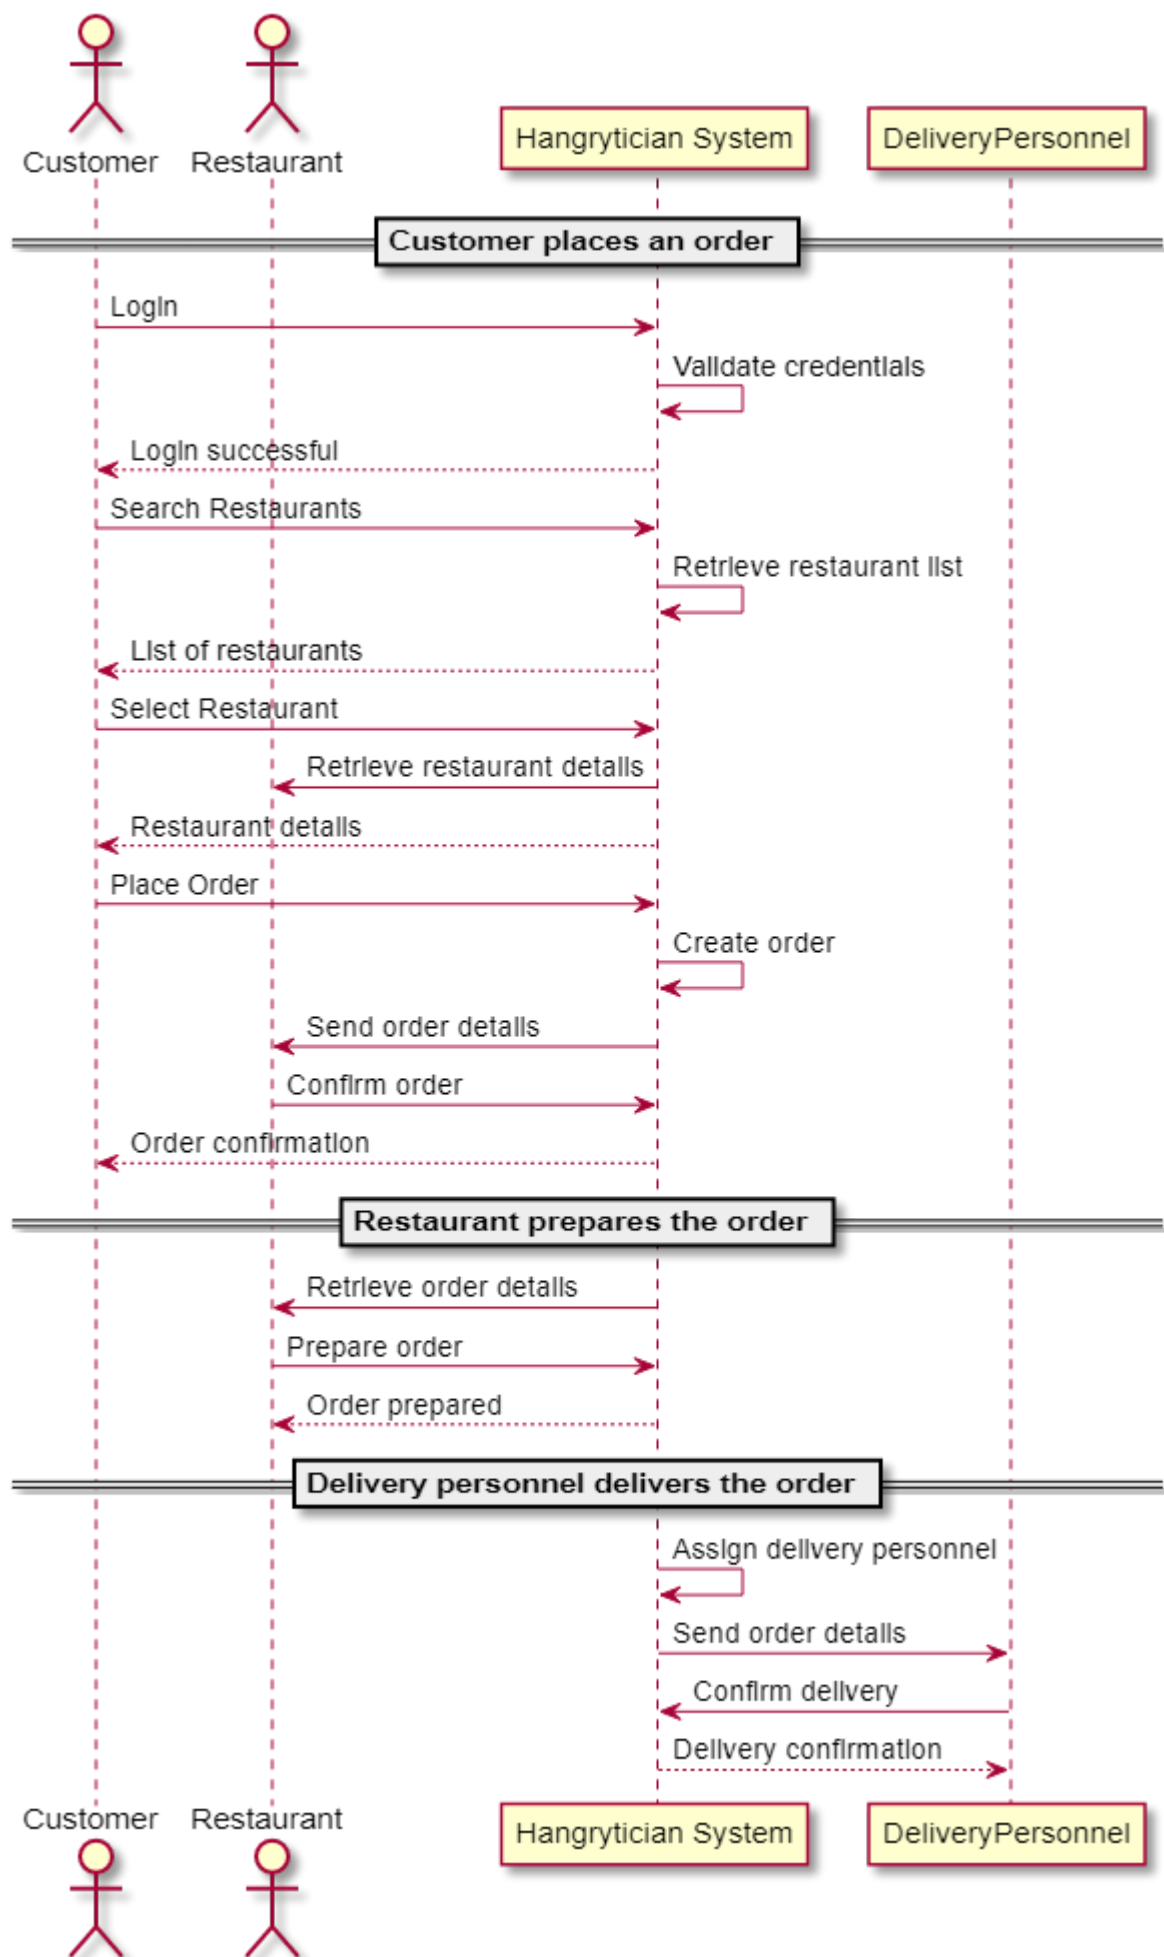 Customer
Restaurant
Hangrytician System
DeliveryPersonnel
Customer places an order
Login
Validate credentials
Login successful
Search Restaurants
Retrieve restaurant list
List of restaurants
Select Restaurant
Retrieve restaurant details
Restaurant details
Place Order
Create order
Send order details
Confirm order
Order confirmation
Restaurant prepares the order
Retrieve order details
Prepare order
Order prepared
Delivery personnel delivers the order
Assign delivery personnel
Send order details
Confirm delivery
Delivery confirmation
Customer
Restaurant
Hangrytician System
DeliveryPersonnel